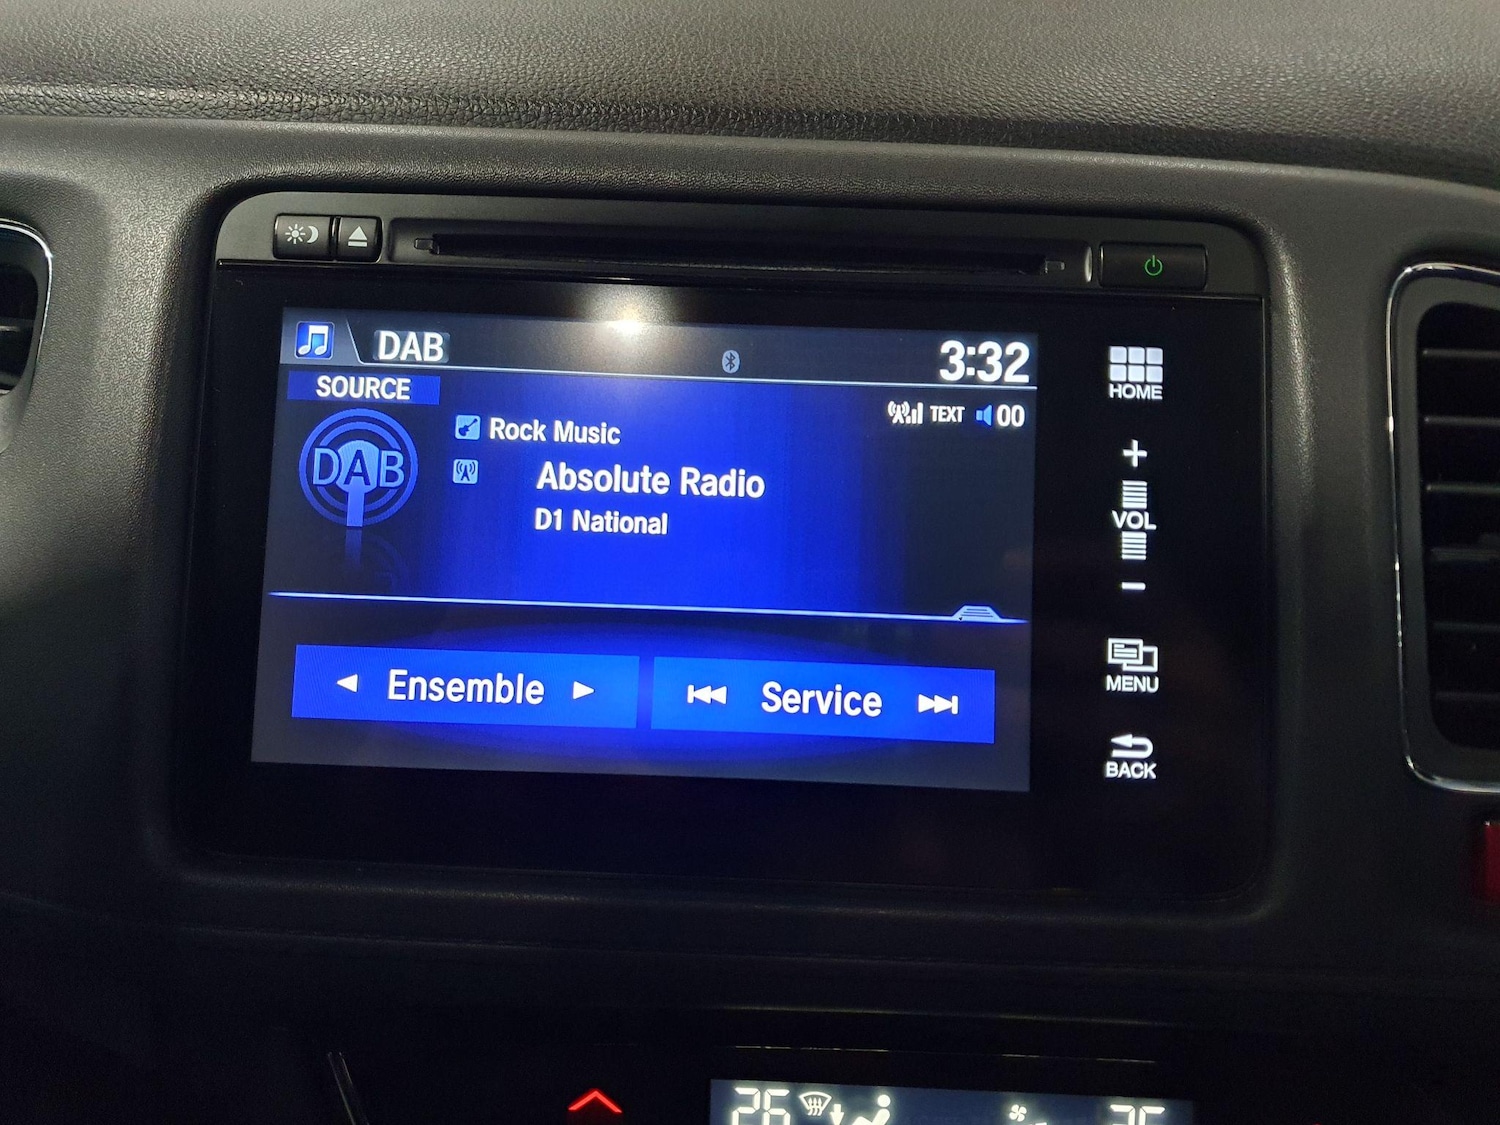 DAB
3:32
SOURCE
TEXT 00
DAB
Rock Music
Absolute Radio
D1 National
Ensemble
Service
HOME
+
VOL
−
MENU
BACK
26